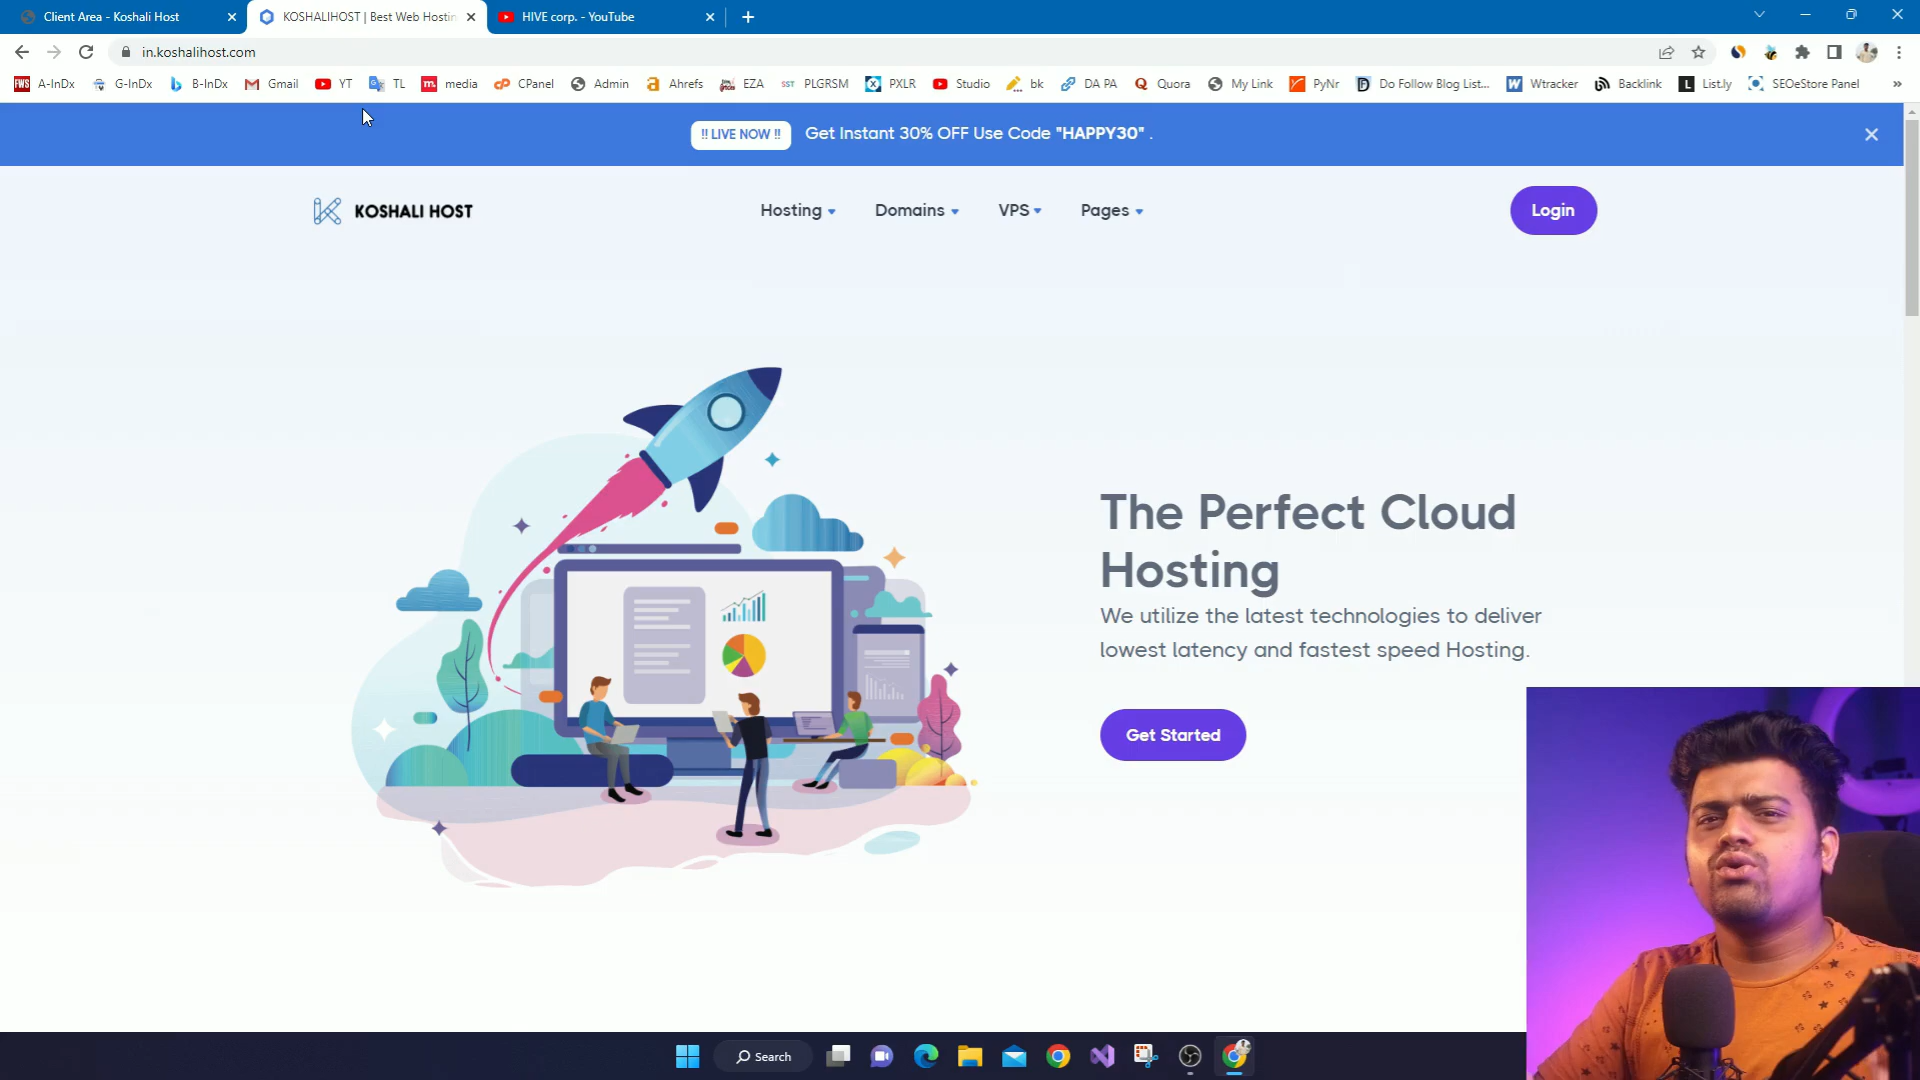 Client Area - Koshali Host
KOSHALIHOST | Best Web Hostin
HIVE corp. - YouTube
in.koshalihost.com
A-InDx
G-InDx
B-InDx
Gmail
YT
TL
media
CPanel
Admin
Ahrefs
EZA
PLGRSM
PXLR
Studio
bk
DA PA
Quora
My Link
PyNr
Do Follow Blog List...
Wtracker
Backlink
List.ly
SEOeStore Panel
!! LIVE NOW !! Get Instant 30% OFF Use Code "HAPPY30" .
KOSHALI HOST
Hosting
Domains
VPS
Pages
Login
The Perfect Cloud
Hosting
We utilize the latest technologies to deliver
lowest latency and fastest speed Hosting.
Get Started
Search